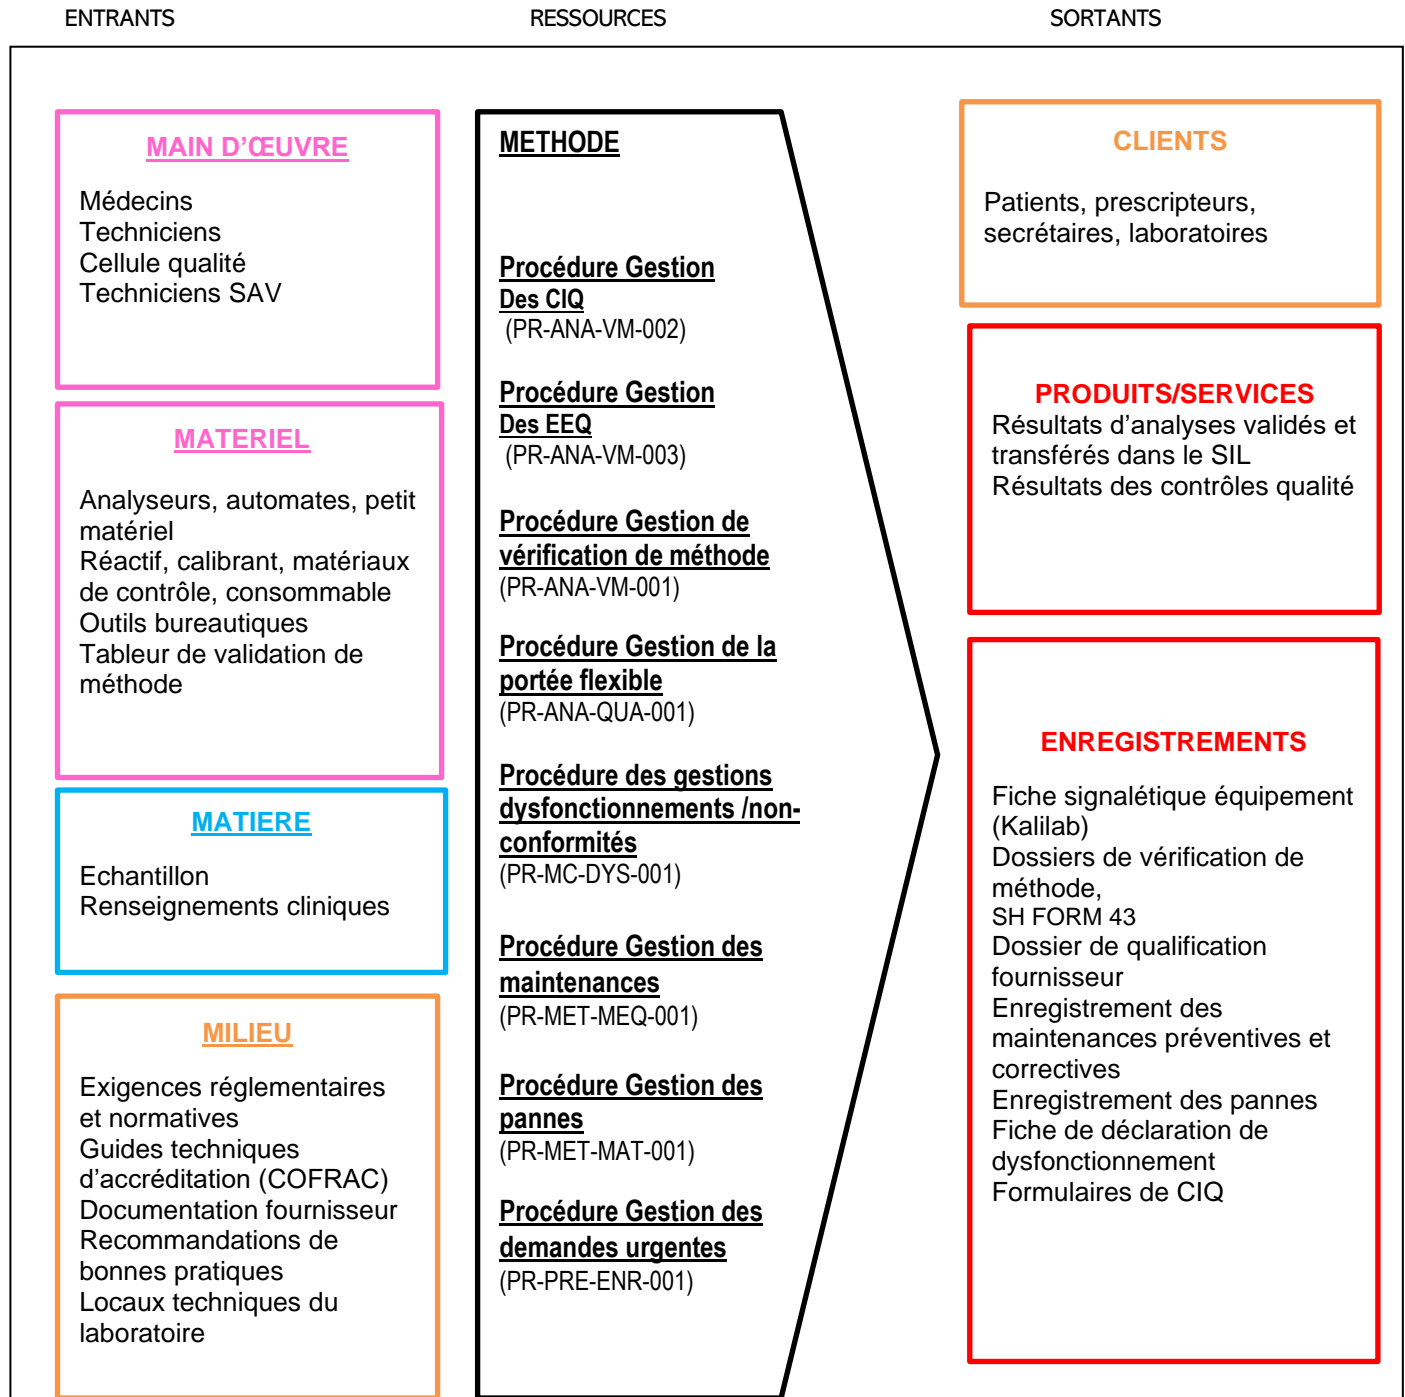 ENTRANTS
RESSOURCES
SORTANTS
MAIN D'ŒUVRE
Médecins
Techniciens
Cellule qualité
Techniciens SAV
MATERIEL
Analyseurs, automates, petit
matériel
Réactif, calibrant, matériaux
de contrôle, consommable
Outils bureautiques
Tableur de validation de
méthode
MATIERE
Echantillon
Renseignements cliniques
MILIEU
Exigences réglementaires
et normatives
Guides techniques
d'accréditation (COFRAC)
Documentation fournisseur
Recommandations de
bonnes pratiques
Locaux techniques du
laboratoire
METHODE
Procédure Gestion
Des CIQ
(PR-ANA-VM-002)
Procédure Gestion
Des EEQ
(PR-ANA-VM-003)
Procédure Gestion de
vérification de méthode
(PR-ANA-VM-001)
Procédure Gestion de la
portée flexible
(PR-ANA-QUA-001)
Procédure des gestions
dysfonctionnements /non-
conformités
(PR-MC-DYS-001)
Procédure Gestion des
maintenances
(PR-MET-MEQ-001)
Procédure Gestion des
pannes
(PR-MET-MAT-001)
Procédure Gestion des
demandes urgentes
(PR-PRE-ENR-001)
CLIENTS
Patients, prescripteurs,
secrétaires, laboratoires
PRODUITS/SERVICES
Résultats d'analyses validés et
transférés dans le SIL
Résultats des contrôles qualité
ENREGISTREMENTS
Fiche signalétique équipement
(Kalilab)
Dossiers de vérification de
méthode,
SH FORM 43
Dossier de qualification
fournisseur
Enregistrement des
maintenances préventives et
correctives
Enregistrement des pannes
Fiche de déclaration de
dysfonctionnement
Formulaires de CIQ